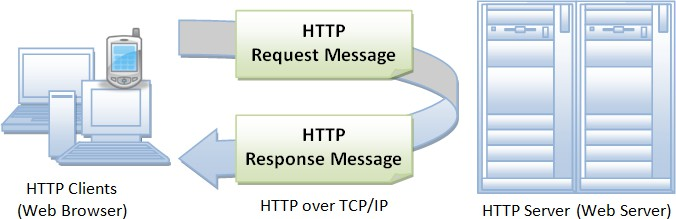 HTTP
Request Message
HTTP
Response Message
HTTP Clients
(Web Browser)
HTTP over TCP/IP
HTTP Server (Web Server)